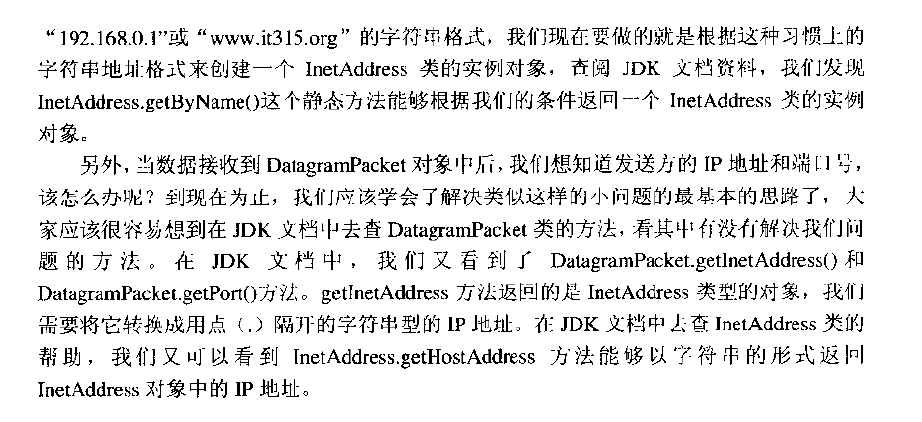 “192.168.0.1”或“www.it315.org”的字符串格式，我们现在要做的就是根据这种习惯上的
字符串地址格式来创建一个 InetAddress 类的实例对象，查阅 JDK 文档资料，我们发现
InetAddress.getByName()这个静态方法能够根据我们的条件返回一个 InetAddress 类的实例
对象。
另外，当数据接收到 DatagramPacket 对象中后，我们想知道发送方的 IP 地址和端口号，
该怎么办呢？到现在为止，我们应该学会了解决类似这样的小问题的最基本的思路了，大
家应该很容易想到在 JDK 文档中去查 DatagramPacket 类的方法，看其中有没有解决我们问
题的方法。在 JDK 文档中，我们又看到了 DatagramPacket.getInetAddress()和
DatagramPacket.getPort()方法。getInetAddress 方法返回的是 InetAddress 类型的对象，我们
需要将它转换成用点（.）隔开的字符串型的 IP 地址。在 JDK 文档中去查 InetAddress 类的
帮助，我们又可以看到 InetAddress.getHostAddress 方法能够以字符串的形式返回
InetAddress 对象中的 IP 地址。